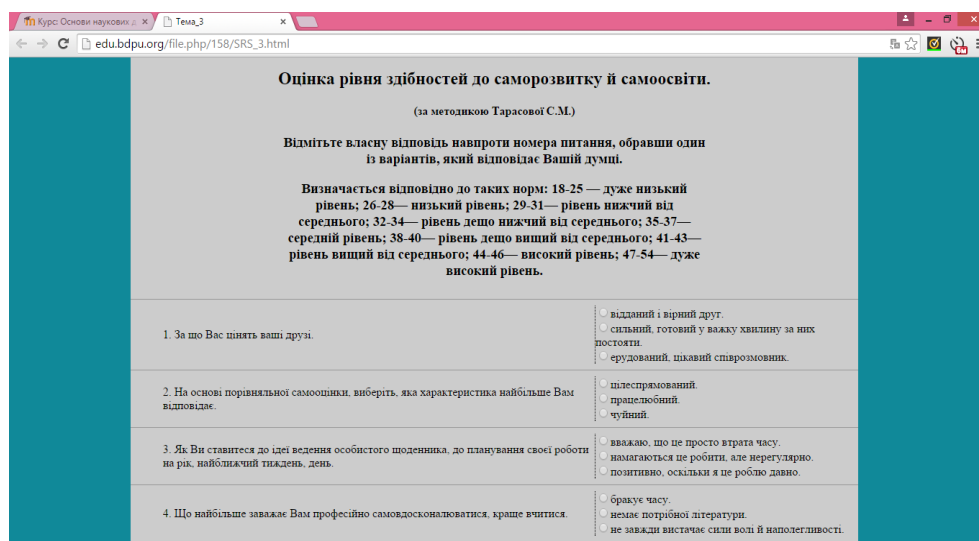 Курс: Основи наукових д
Тема_3
edu.bdpu.org/file.php/158/SRS_3.html
Оцінка рівня здібностей до саморозвитку й самоосвіти.
(за методикою Тарасової С.М.)
Відмітьте власну відповідь навпроти номера питання, обравши один
із варіантів, який відповідає Вашій думці.
Визначається відповідно до таких норм: 18-25 — дуже низький
рівень; 26-28— низький рівень; 29-31— рівень нижчий від
середнього; 32-34— рівень дещо нижчий від середнього; 35-37—
середній рівень; 38-40— рівень дещо вищий від середнього; 41-43—
рівень вищий від середнього; 44-46— високий рівень; 47-54— дуже
високий рівень.
1. За що Вас цінять ваші друзі.
відданий і вірний друг.
сильний, готовий у важку хвилину за них
постояти.
ерудований, цікавий співрозмовник.
2. На основі порівняльної самооцінки, виберіть, яка характеристика найбільше Вам
відповідає.
цілеспрямований.
працелюбний.
чуйний.
3. Як Ви ставитеся до ідеї ведення особистого щоденника, до планування своєї роботи
на рік, найближчий тиждень, день.
вважаю, що це просто втрата часу.
намагаються це робити, але нерегулярно.
позитивно, оскільки я це роблю давно.
4. Що найбільше заважає Вам професійно самовдосконалюватися, краще вчитися.
бракує часу.
немає потрібної літератури.
не завжди вистачає сили волі й наполегливості.